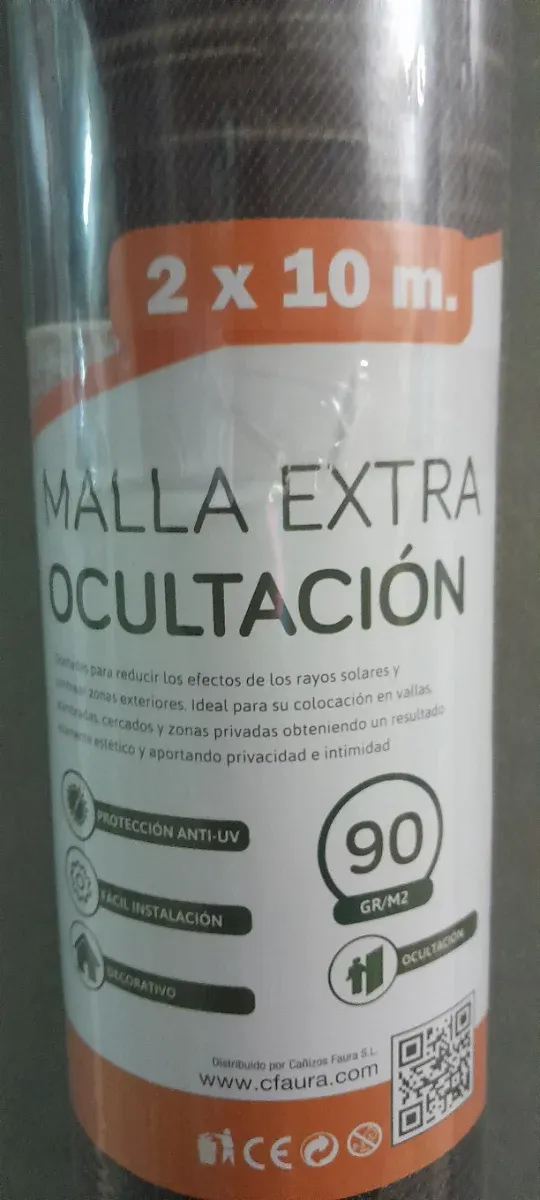 2 x 10 m.
MALLA EXTRA
OCULTACIÓN
para reducir los efectos de los rayos solares y
zonas exteriores. Ideal para su colocación en vallas,
cercados y zonas privadas obteniendo un resultado
estético y aportando privacidad e intimidad
PROTECCIÓN ANTI-UV
FÁCIL INSTALACIÓN
DECORATIVO
90
GR/M2
OCULTACIÓN
Distribuido por Cañizos Faura S.L.
www.cfaura.com
CE